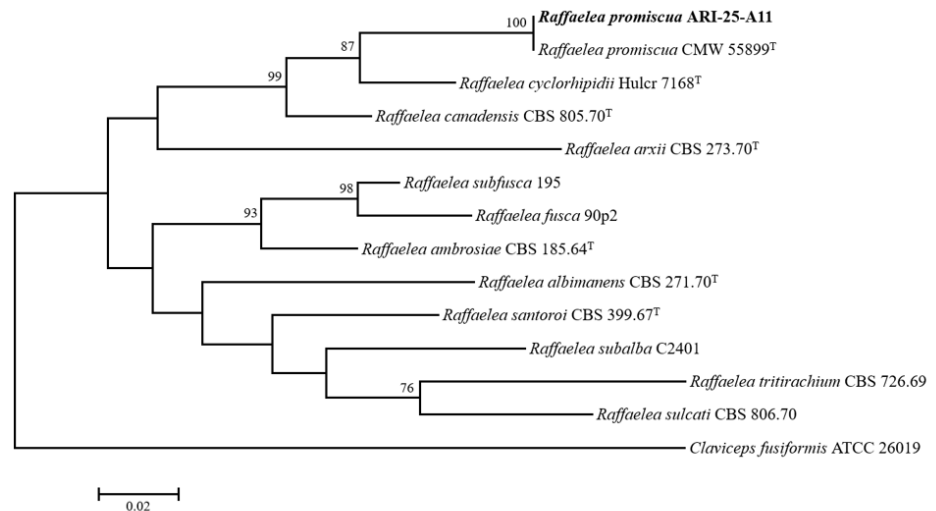 100
Raffaelea promiscua ARI-25-A11
87
Raffaelea promiscua CMW 55899ᵀ
99
Raffaelea cyclorhipidii Hulcr 7168ᵀ
Raffaelea canadensis CBS 805.70ᵀ
Raffaelea arxii CBS 273.70ᵀ
98
Raffaelea subfusca 195
93
Raffaelea fusca 90p2
Raffaelea ambrosiae CBS 185.64ᵀ
Raffaelea albimanens CBS 271.70ᵀ
Raffaelea santoroi CBS 399.67ᵀ
Raffaelea subalba C2401
76
Raffaelea tritirachium CBS 726.69
Raffaelea sulcati CBS 806.70
Claviceps fusiformis ATCC 26019
0.02